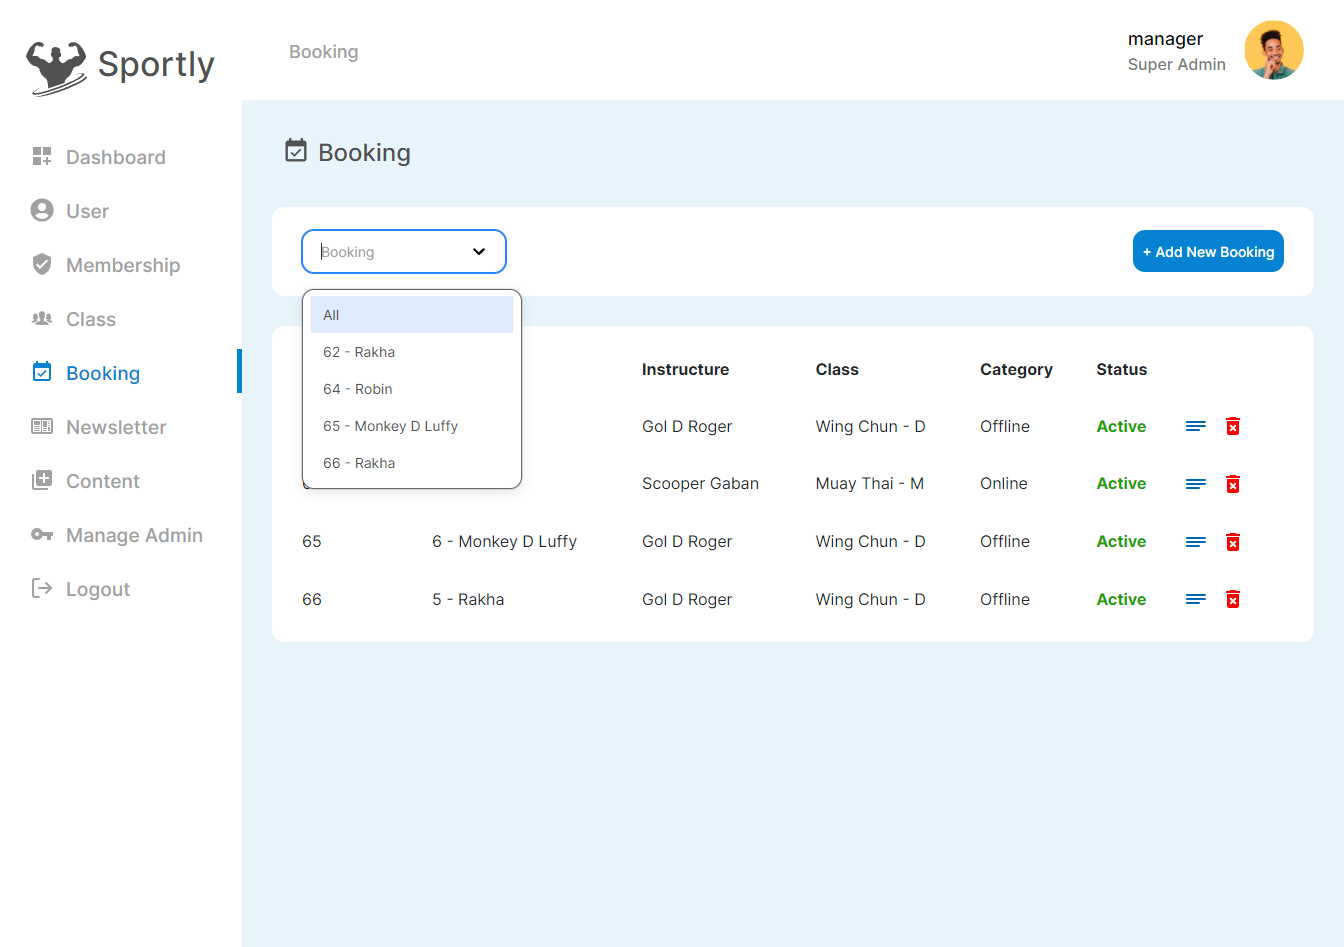 Sportly
Booking
manager
Super Admin
Dashboard
User
Membership
Class
Booking
Newsletter
Content
Manage Admin
Logout
Booking
Booking
+ Add New Booking
All
62 - Rakha
64 - Robin
65 - Monkey D Luffy
66 - Rakha
Instructure Class Category Status
Gol D Roger Wing Chun - D Offline Active
Scooper Gaban Muay Thai - M Online Active
65 6 - Monkey D Luffy Gol D Roger Wing Chun - D Offline Active
66 5 - Rakha Gol D Roger Wing Chun - D Offline Active